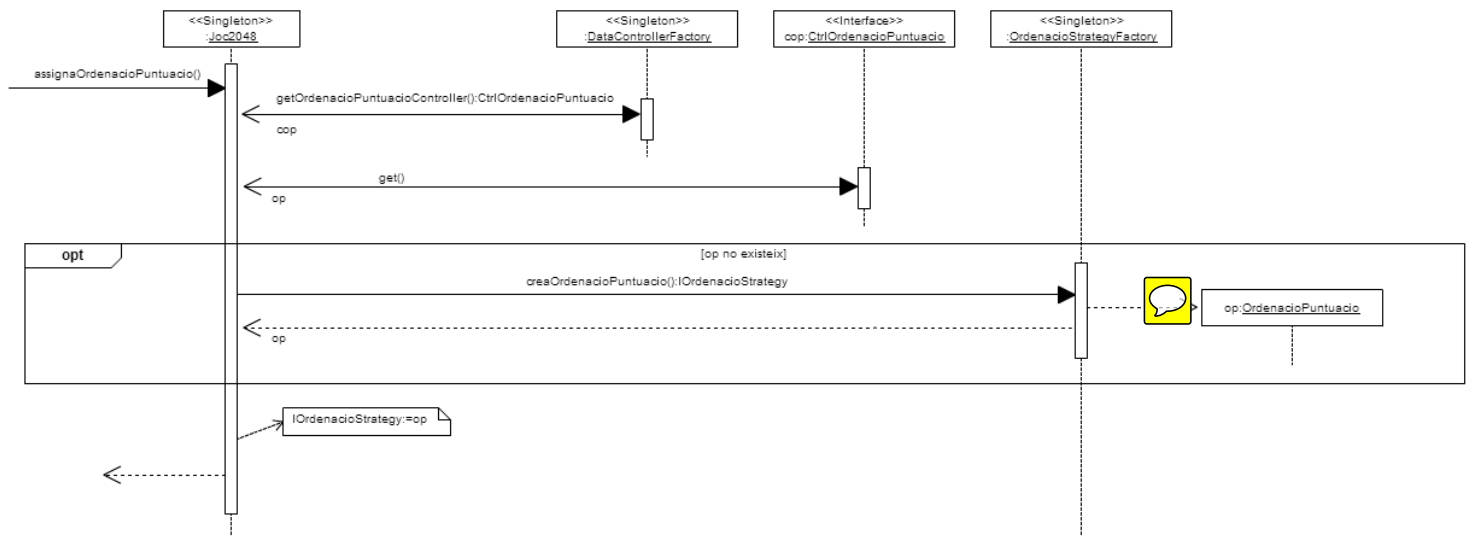 <<Singleton>>
:Joc2048
<<Singleton>>
:DataControllerFactory
<<Interface>>
cop:CtrlOrdenacioPuntuacio
<<Singleton>>
:OrdenacioStrategyFactory
assignaOrdenacioPuntuacio()
getOrdenacioPuntuacioController():CtrlOrdenacioPuntuacio
cop
get()
op
opt
[op no existeix]
creaOrdenacioPuntuacio():IOrdenacioStrategy
op:OrdenacioPuntuacio
op
IOrdenacioStrategy:=op